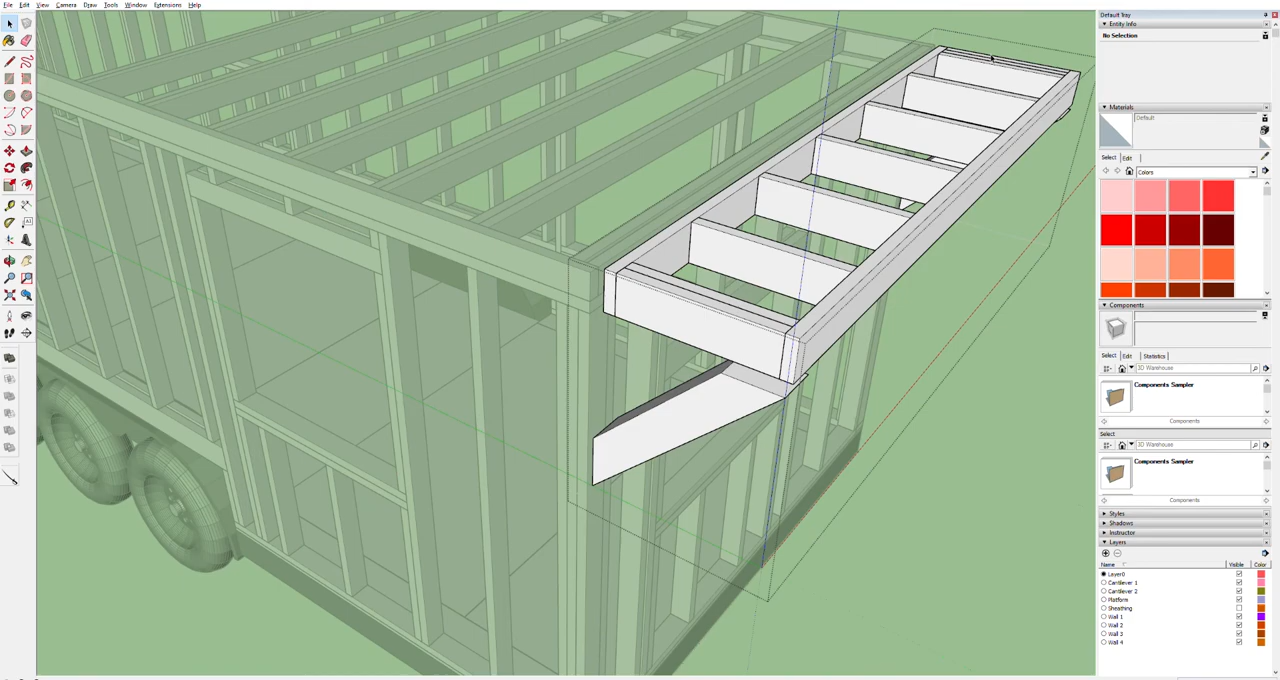 File Edit View Camera Draw Tools Window Extensions Help
Default Tray
Entity Info
No Selection
Materials
Default
Select Edit
Colors
Components
Select Edit Statistics
3D Warehouse
Components Sampler
Components
Select
3D Warehouse
Components Sampler
Components
Styles
Shadows
Instructor
Layers
Name Visible Color
Layer0
Cantilever 1
Cantilever 2
Platform
Sheathing
Wall 1
Wall 2
Wall 3
Wall 4